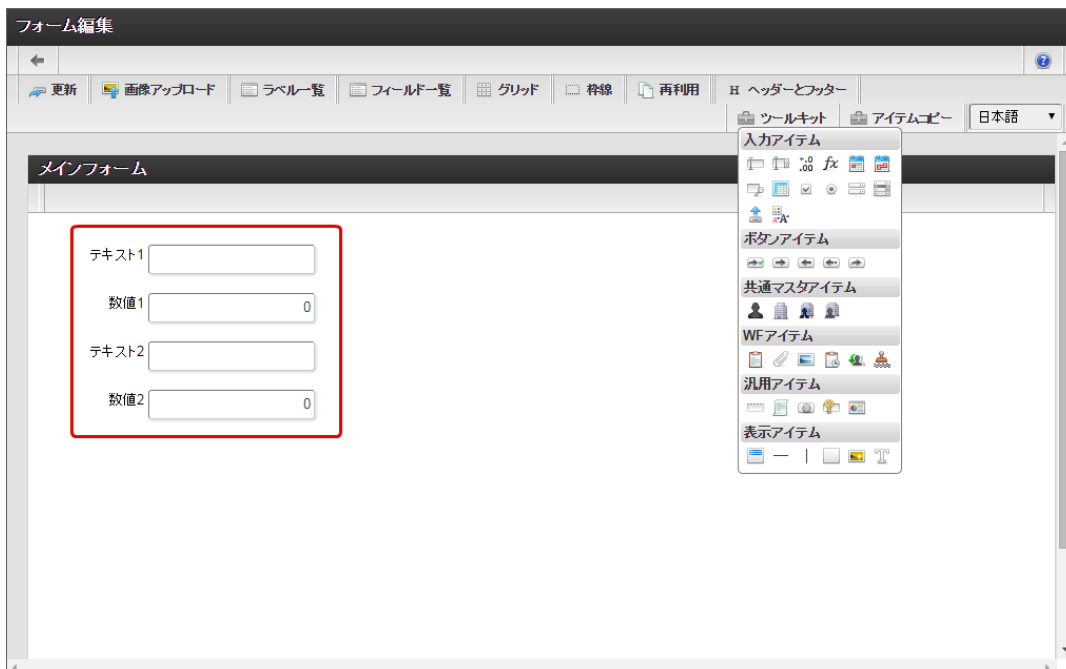 フォーム編集
更新 画像アップロード ラベル一覧 フィールド一覧 グリッド 枠線 再利用 H ヘッダーとフッター
ツールキット アイテムコピー 日本語
メインフォーム
テキスト1
数値1 0
テキスト2
数値2 0
入力アイテム
ボタンアイテム
共通マスタアイテム
WFアイテム
汎用アイテム
表示アイテム